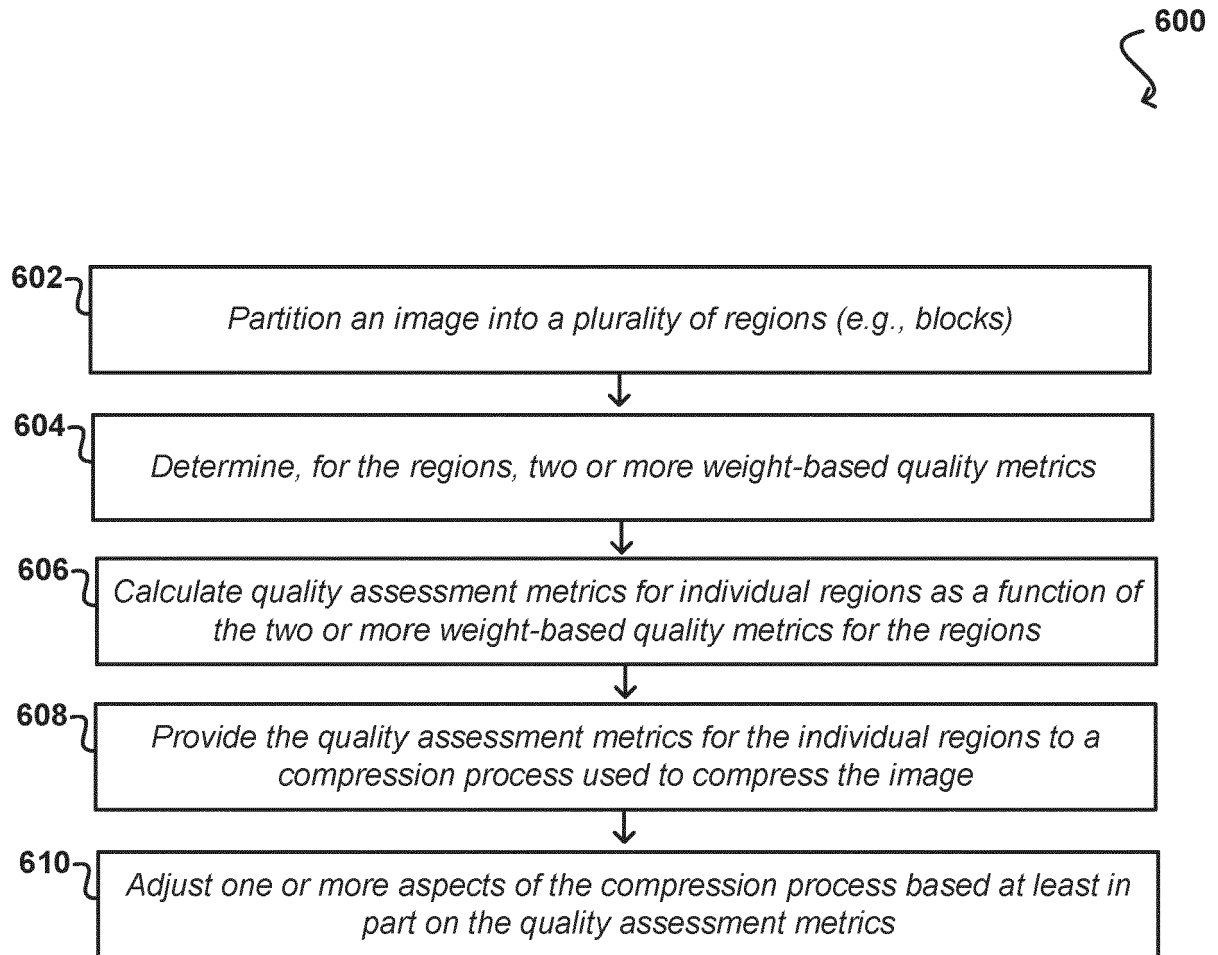 600
602
Partition an image into a plurality of regions (e.g., blocks)
604
Determine, for the regions, two or more weight-based quality metrics
606
Calculate quality assessment metrics for individual regions as a function of
the two or more weight-based quality metrics for the regions
608
Provide the quality assessment metrics for the individual regions to a
compression process used to compress the image
610
Adjust one or more aspects of the compression process based at least in
part on the quality assessment metrics